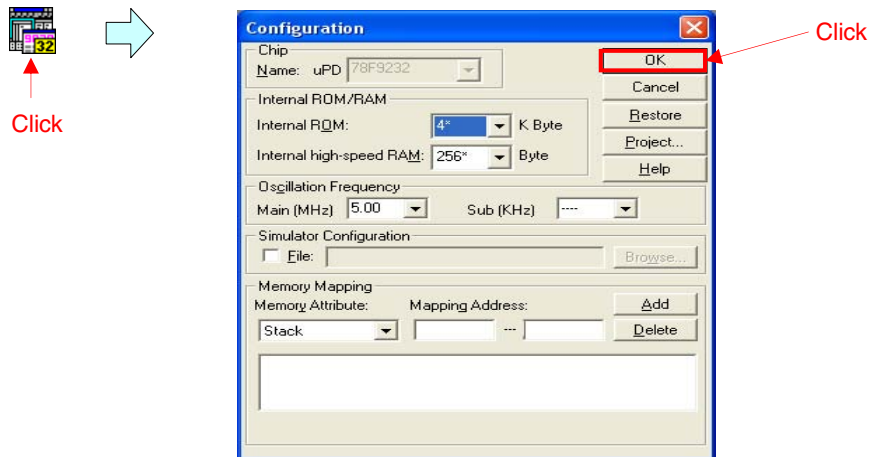 32
Click
Configuration
Chip
Name: uPD 78F9232
Internal ROM/RAM
Internal ROM: 4* K Byte
Internal high-speed RAM: 256* Byte
Oscillation Frequency
Main (MHz) 5.00 Sub (KHz) ----
Simulator Configuration
File: Browse...
Memory Mapping
Memory Attribute: Mapping Address:
Stack ---
OK
Cancel
Restore
Project...
Help
Add
Delete
Click